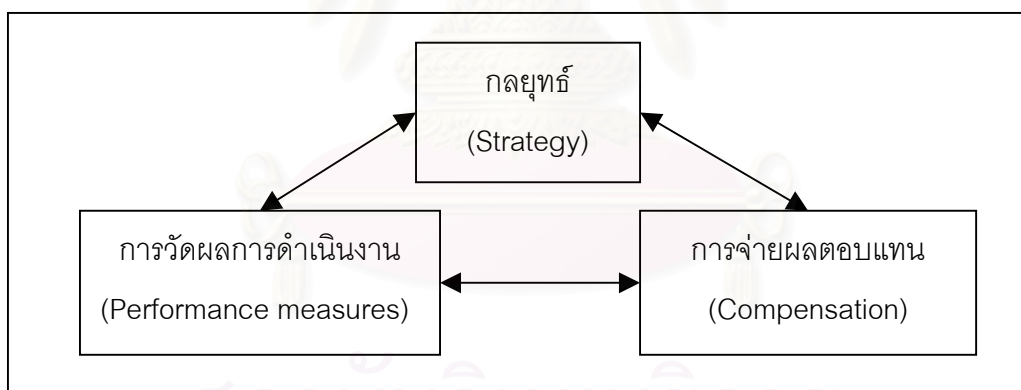 กลยุทธ์
(Strategy)
การวัดผลการดำเนินงาน
(Performance measures)
การจ่ายผลตอบแทน
(Compensation)